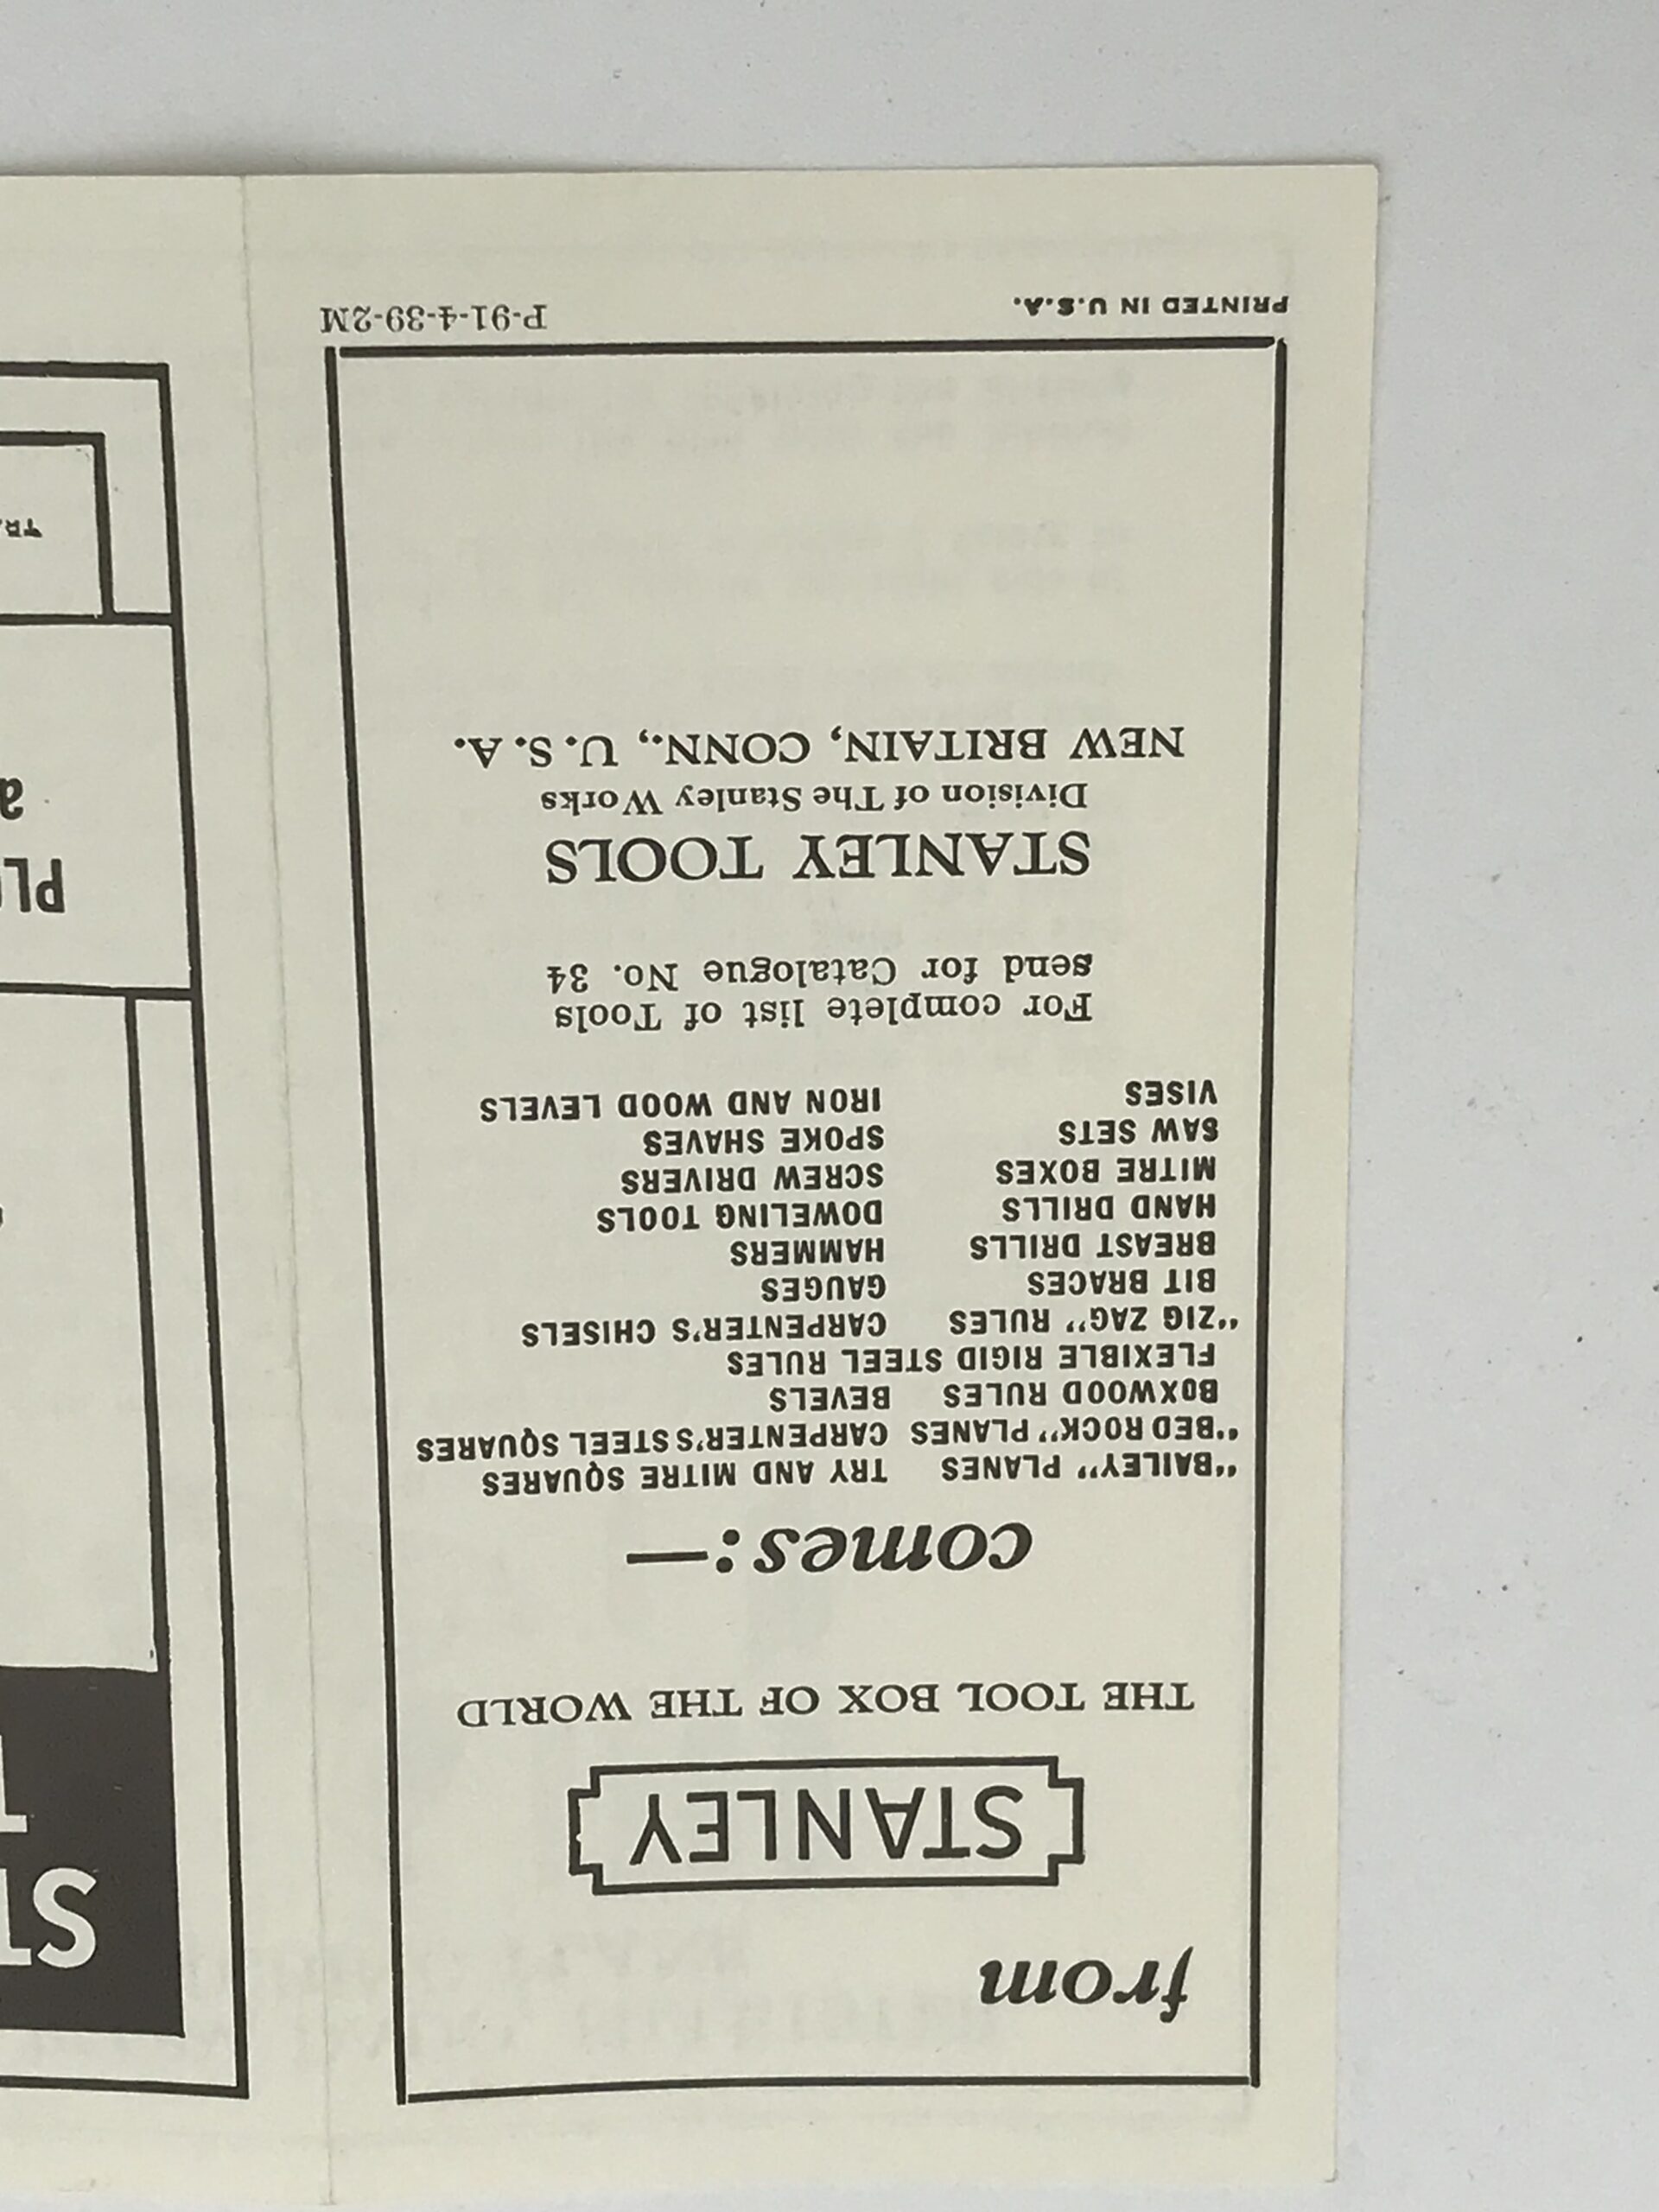 from
STANLEY
THE TOOL BOX OF THE WORLD
comes:—
"BAILEY" PLANES TRY AND MITRE SQUARES
"BED ROCK" PLANES CARPENTER'S STEEL SQUARES
BOXWOOD RULES BEVELS
FLEXIBLE RIGID STEEL RULES
"ZIG ZAG" RULES CARPENTER'S CHISELS
BIT BRACES GAUGES
BREAST DRILLS HAMMERS
HAND DRILLS DOWELING TOOLS
MITRE BOXES SCREW DRIVERS
SAW SETS SPOKE SHAVES
VISES IRON AND WOOD LEVELS
For complete list of Tools
send for Catalogue No. 34
STANLEY TOOLS
Division of The Stanley Works
NEW BRITAIN, CONN., U. S. A.
PRINTED IN U.S.A. P-91-4-39-2M